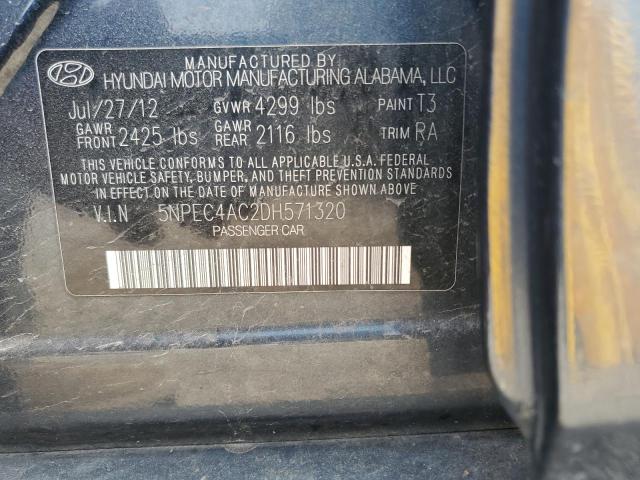 MANUFACTURED BY
HYUNDAI MOTOR MANUFACTURING ALABAMA, LLC
Jul/27/12 GVWR 4299 lbs PAINT T3
GAWR FRONT 2425 lbs GAWR REAR 2116 lbs TRIM RA
THIS VEHICLE CONFORMS TO ALL APPLICABLE U.S.A. FEDERAL
MOTOR VEHICLE SAFETY, BUMPER, AND THEFT PREVENTION STANDARDS
IN EFFECT ON THE DATE OF MANUFACTURE SHOWN ABOVE
V.I.N 5NPEC4AC2DH571320
PASSENGER CAR